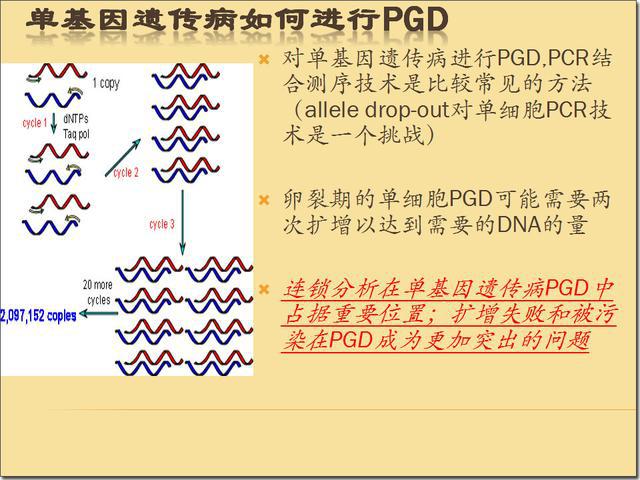 单基因遗传病如何进行PGD
对单基因遗传病进行PGD,PCR结
合测序技术是比较常见的方法
（allele drop-out对单细胞PCR技
术是一个挑战）
卵裂期的单细胞PGD可能需要两
次扩增以达到需要的DNA的量
连锁分析在单基因遗传病PGD中
占据重要位置；扩增失败和被污
染在PGD成为更加突出的问题
1 copy
cycle 1
dNTPs
Taq pol
cycle 2
cycle 3
20 more
cycles
2,097,152 copies